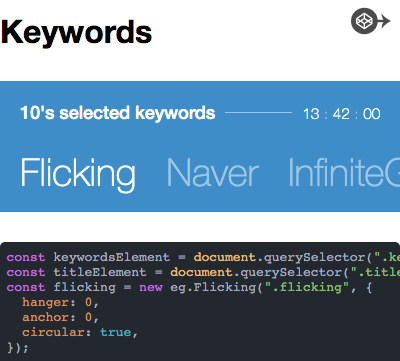 Keywords
10's selected keywords 13 : 42 : 00
Flicking Naver InfiniteG
const keywordsElement = document.querySelector(".ke
const titleElement = document.querySelector(".title
const flicking = new eg.Flicking(".flicking", {
  hanger: 0,
  anchor: 0,
  circular: true,
});